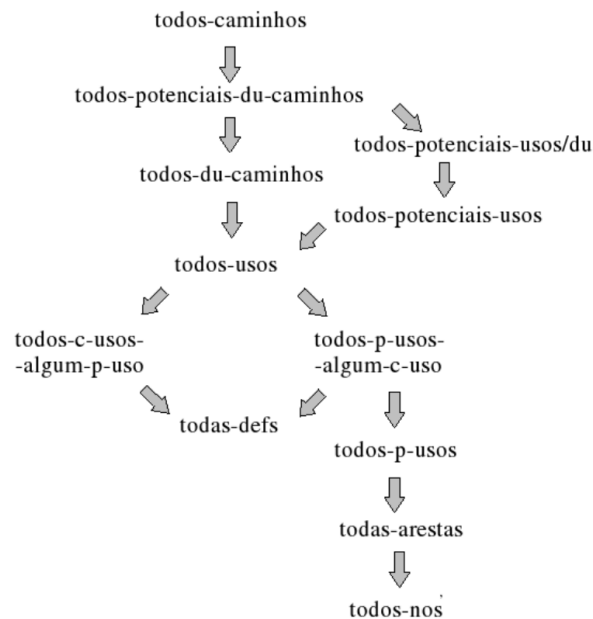 todos-caminhos
todos-potenciais-du-caminhos
todos-potenciais-usos/du
todos-du-caminhos
todos-potenciais-usos
todos-usos
todos-c-usos-
-algum-p-uso
todos-p-usos-
-algum-c-uso
todas-defs
todos-p-usos
todas-arestas
todos-nós